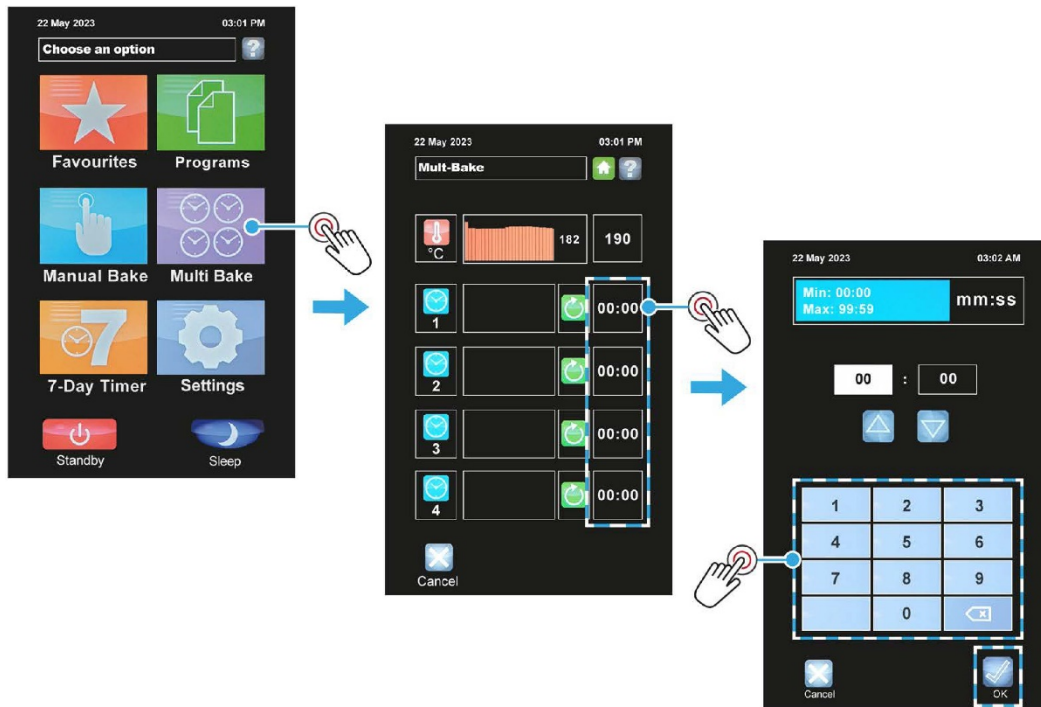 22 May 2023 03:01 PM
Choose an option ?
Favourites Programs
Manual Bake Multi Bake
7
7-Day Timer Settings
Standby Sleep
22 May 2023 03:01 PM
Mult-Bake ?
°C 182 190
1 00:00
2 00:00
3 00:00
4 00:00
Cancel
22 May 2023 03:02 AM
Min: 00:00 mm:ss
Max: 99:59
00 : 00
1 2 3
4 5 6
7 8 9
0
Cancel OK